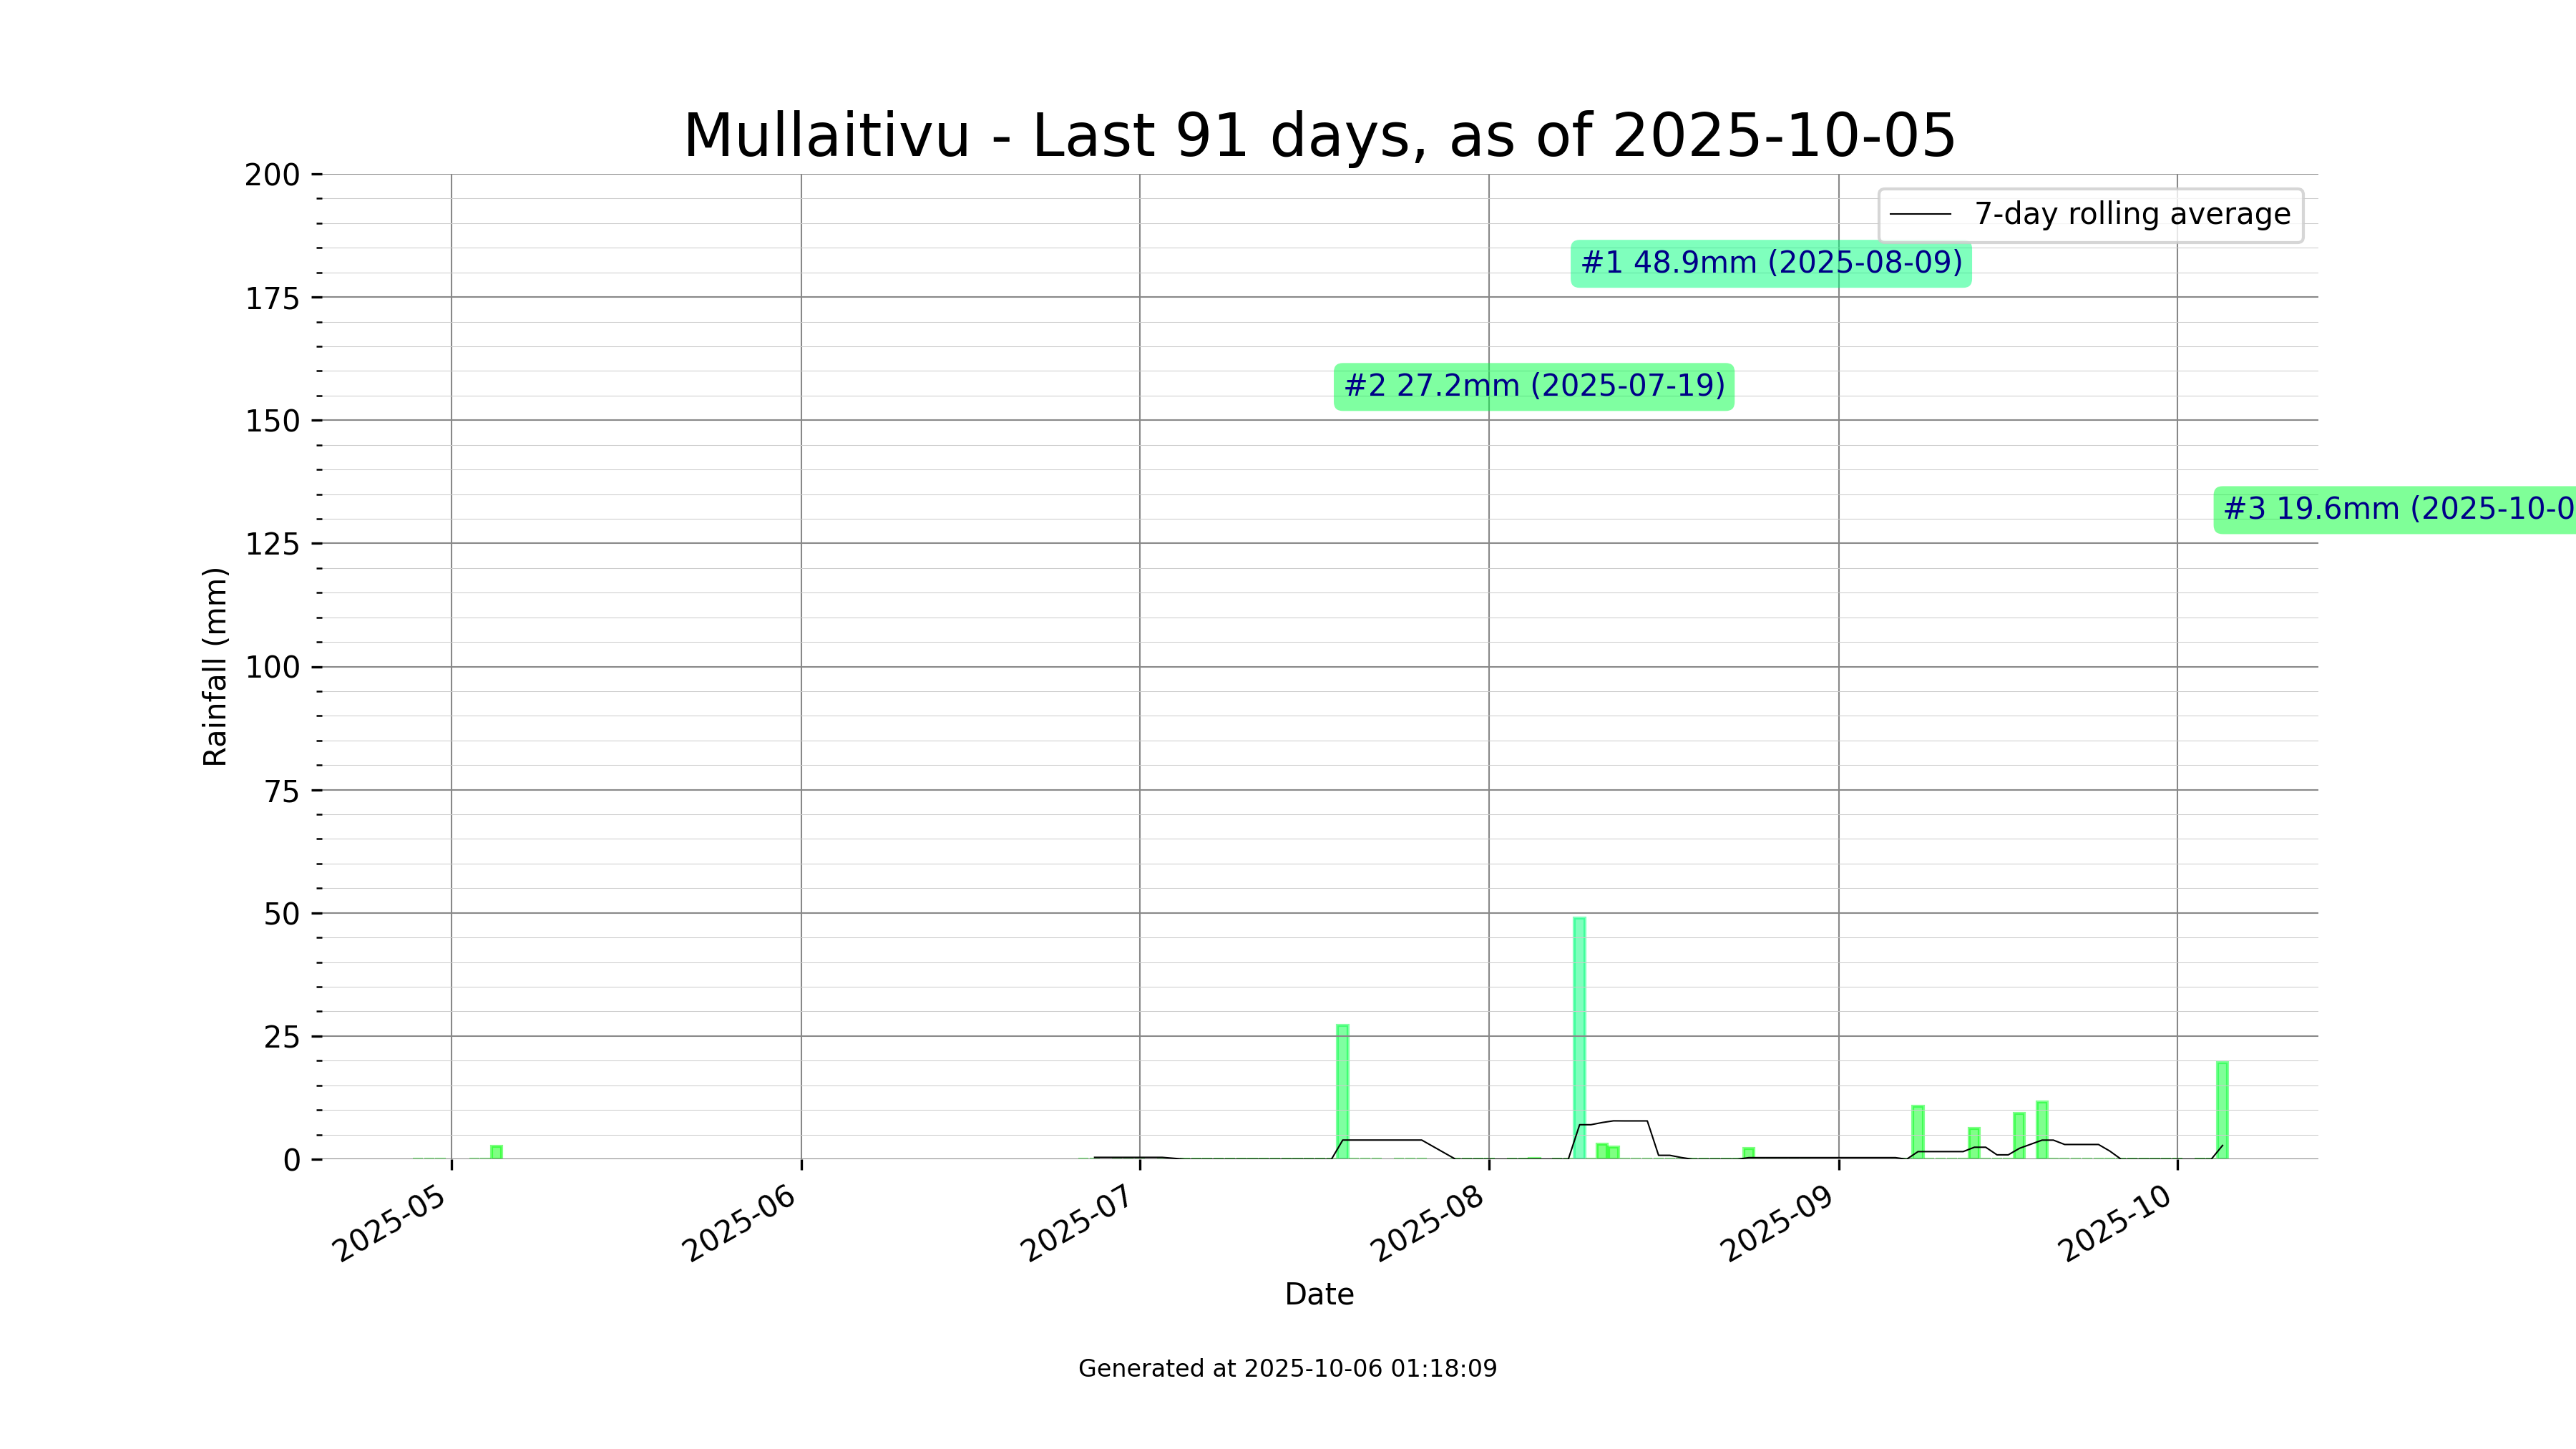 Mullaitivu - Last 91 days, as of 2025-10-05
200
175
150
125
100
75
50
25
0
Rainfall (mm)
7-day rolling average
#1 48.9mm (2025-08-09)
#2 27.2mm (2025-07-19)
#3 19.6mm (2025-10-0
2025-05
2025-06
2025-07
2025-08
2025-09
2025-10
Date
Generated at 2025-10-06 01:18:09